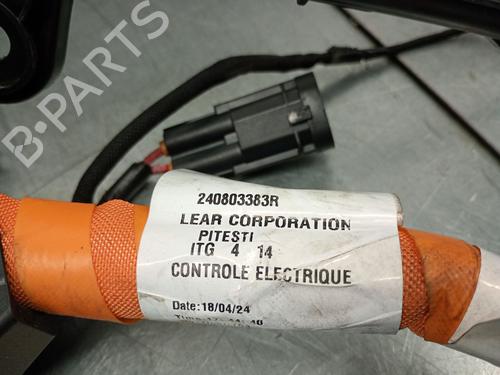 B-PARTS
240803383R
LEAR CORPORATION
PITESTI
ITG 4 14
CONTROLE ELECTRIQUE
Date:18/04/24